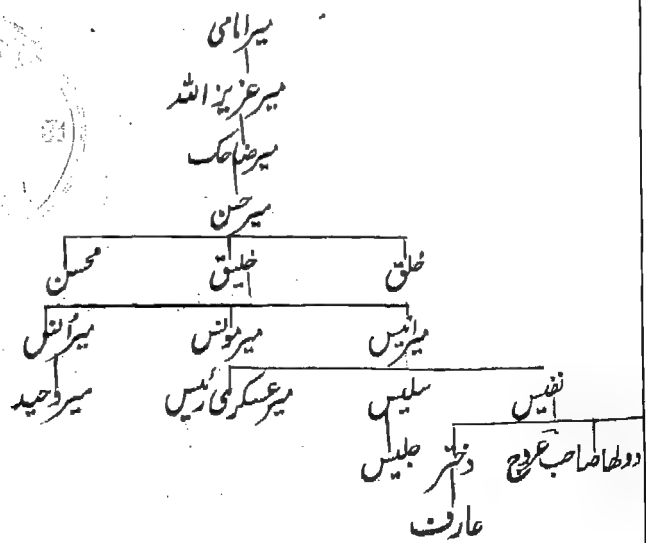 میر امامی
میر عزیز اللہ
میر ضاحک
میر حسن
خلق خلیق محسن
میر انیس میر مونس میر اُنس
نفیس سلیس میر عسکری رئیس میر وحید
دولھا صاحب عروج دختر جلیس
عارف